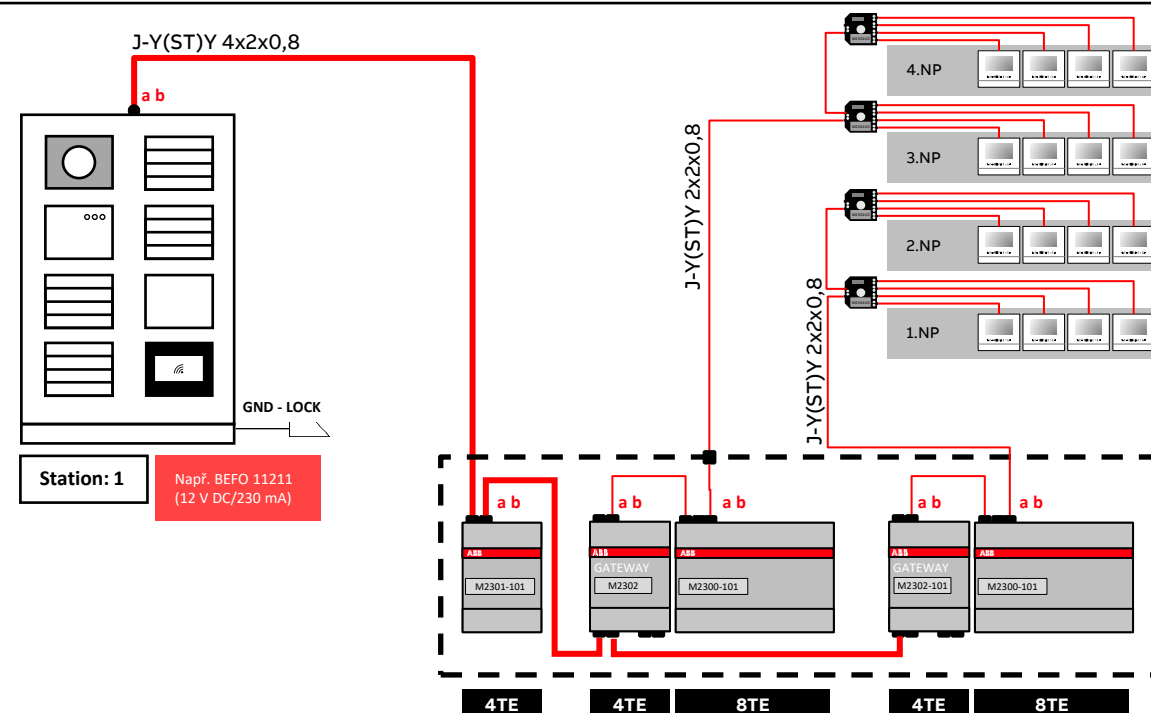 J-Y(ST)Y 4x2x0,8
a b
GND - LOCK
Station: 1
Např. BEFO 11211
(12 V DC/230 mA)
4.NP
3.NP
2.NP
1.NP
J-Y(ST)Y 2x2x0,8
J-Y(ST)Y 2x2x0,8
a b
a b
a b
a b
a b
ABB
M2301-101
ABB
GATEWAY
M2302
ABB
M2300-101
ABB
GATEWAY
M2302-101
ABB
M2300-101
4TE
4TE
8TE
4TE
8TE